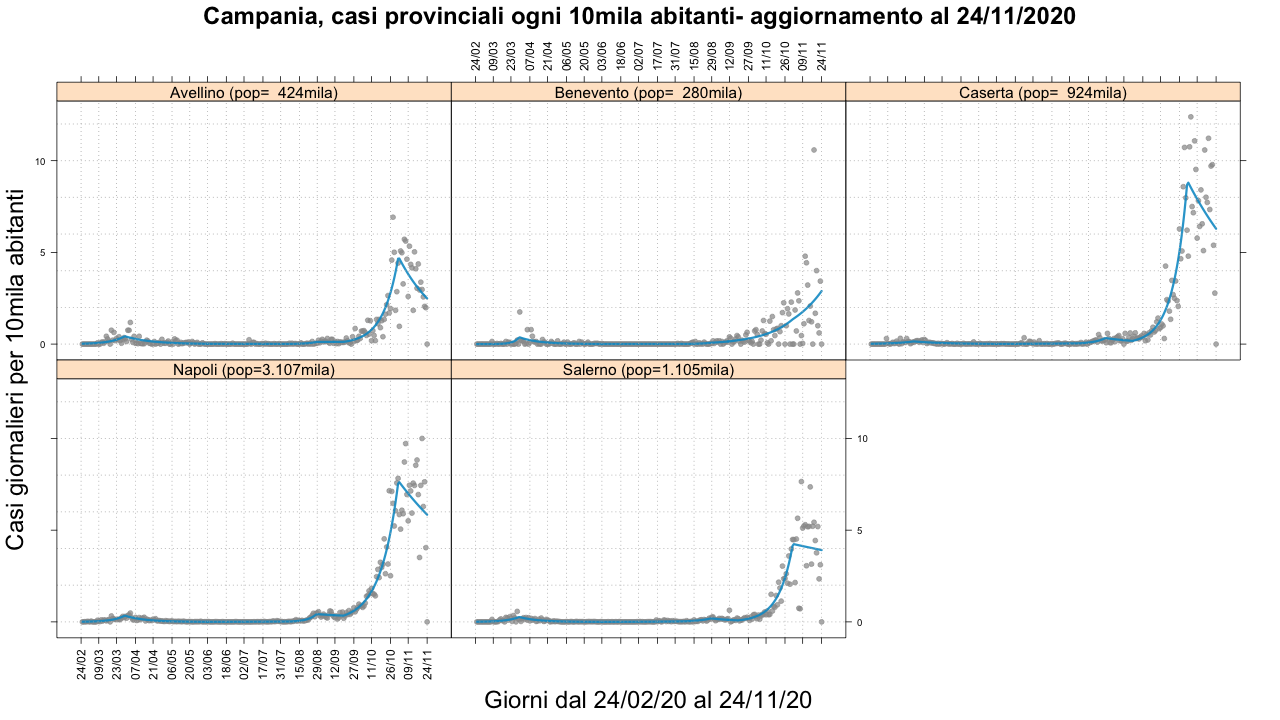 Campania, casi provinciali ogni 10mila abitanti- aggiornamento al 24/11/2020
24/02 09/03 23/03 07/04 21/04 06/05 20/05 03/06 18/06 02/07 17/07 31/07 15/08 29/08 12/09 27/09 11/10 26/10 09/11 24/11
Avellino (pop= 424mila)
Benevento (pop= 280mila)
Caserta (pop= 924mila)
10
5
0
Casi giornalieri per 10mila abitanti
Napoli (pop=3.107mila)
Salerno (pop=1.105mila)
10
5
0
24/02 09/03 23/03 07/04 21/04 06/05 20/05 03/06 18/06 02/07 17/07 31/07 15/08 29/08 12/09 27/09 11/10 26/10 09/11 24/11
Giorni dal 24/02/20 al 24/11/20